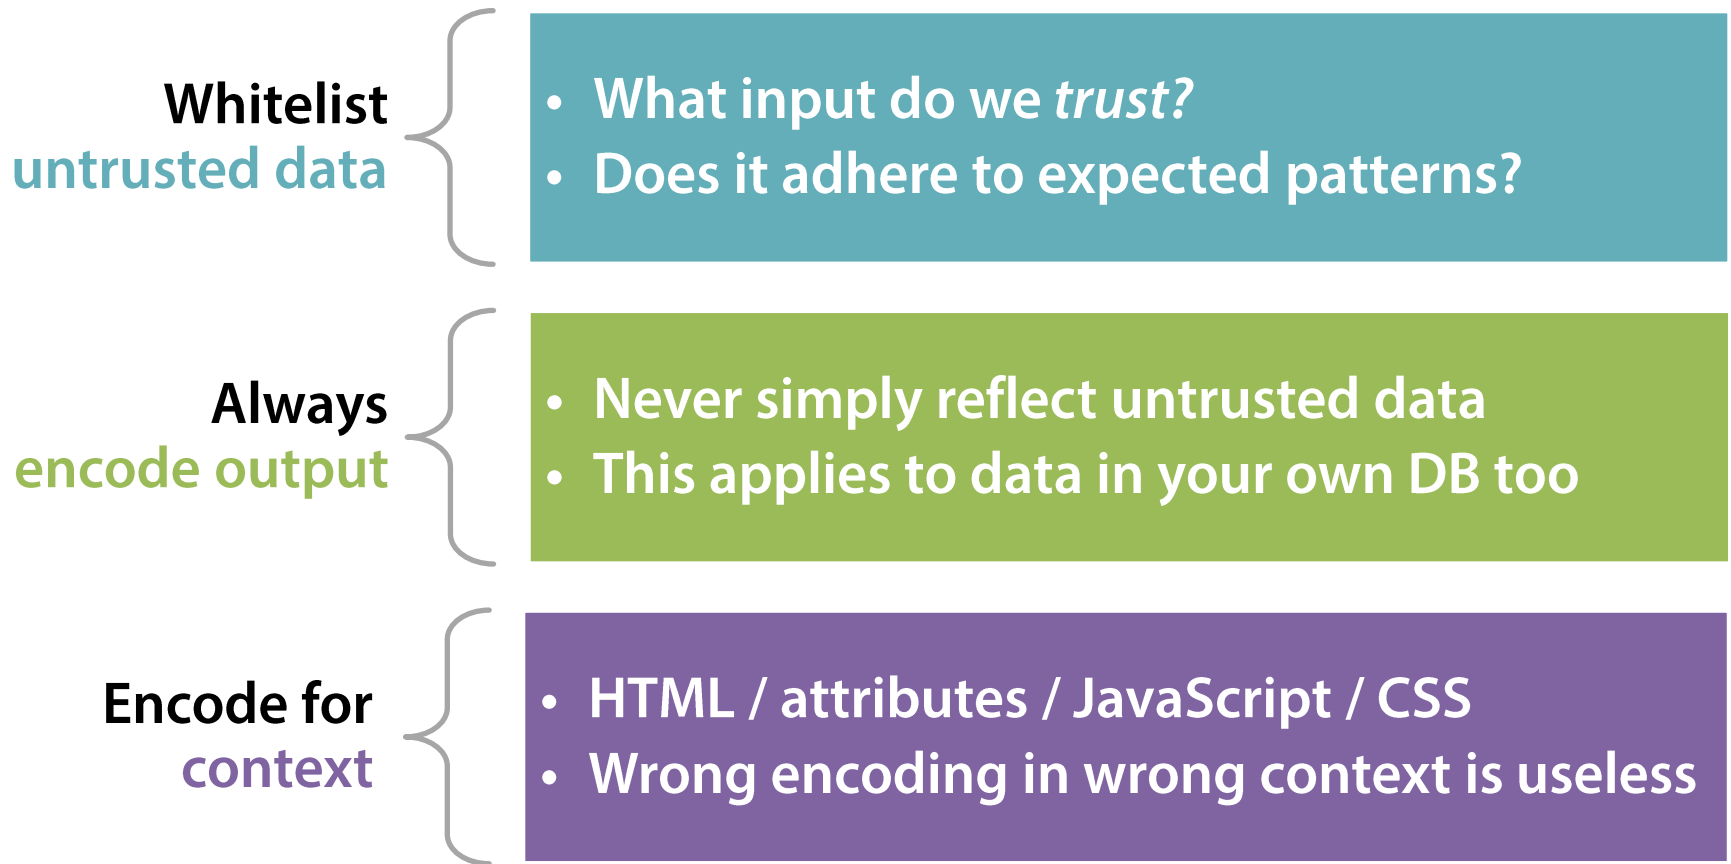 Whitelist
untrusted data
• What input do we trust?
• Does it adhere to expected patterns?
Always
encode output
• Never simply reflect untrusted data
• This applies to data in your own DB too
Encode for
context
• HTML / attributes / JavaScript / CSS
• Wrong encoding in wrong context is useless